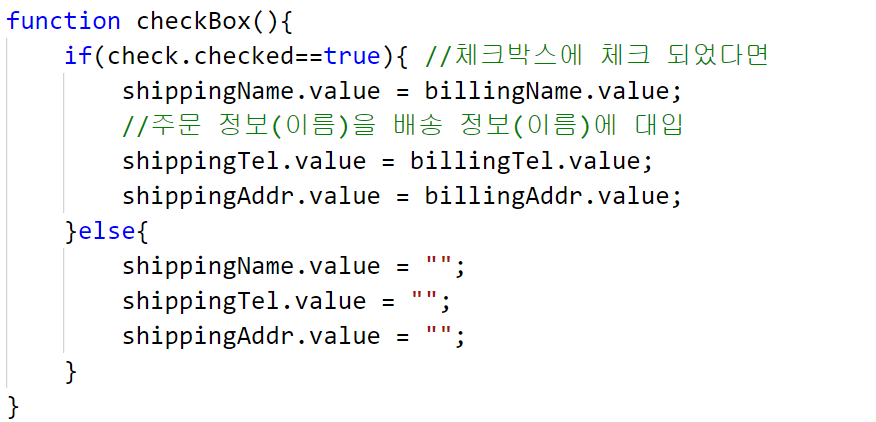 function checkBox(){
if(check.checked==true){ //체크박스에 체크 되었다면
shippingName.value = billingName.value;
//주문 정보(이름)을 배송 정보(이름)에 대입
shippingTel.value = billingTel.value;
shippingAddr.value = billingAddr.value;
}else{
shippingName.value = "";
shippingTel.value = "";
shippingAddr.value = "";
}
}